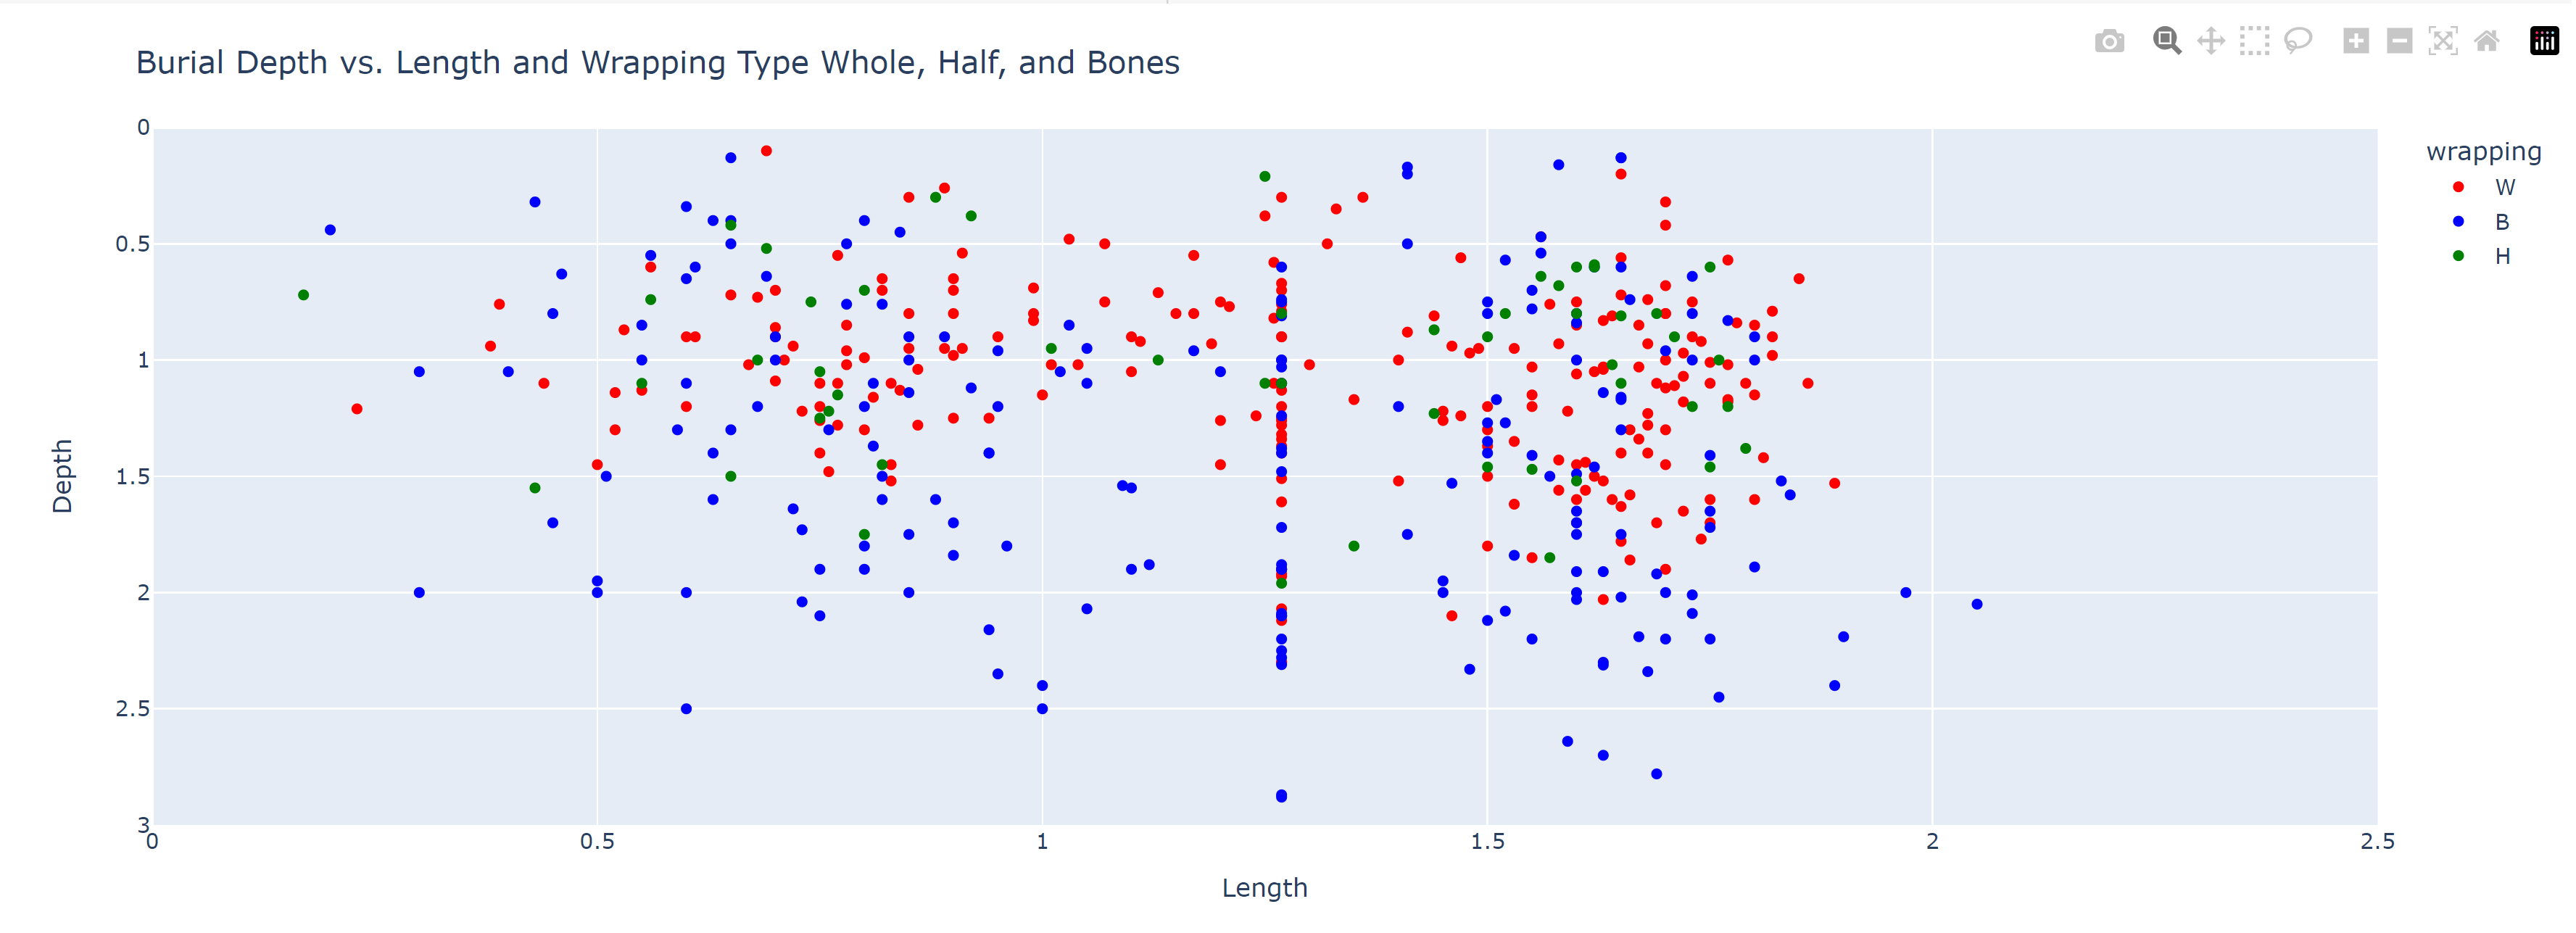 Burial Depth vs. Length and Wrapping Type Whole, Half, and Bones
wrapping
W
B
H
Depth
0
0.5
1
1.5
2
2.5
3
0
0.5
1
1.5
2
2.5
Length